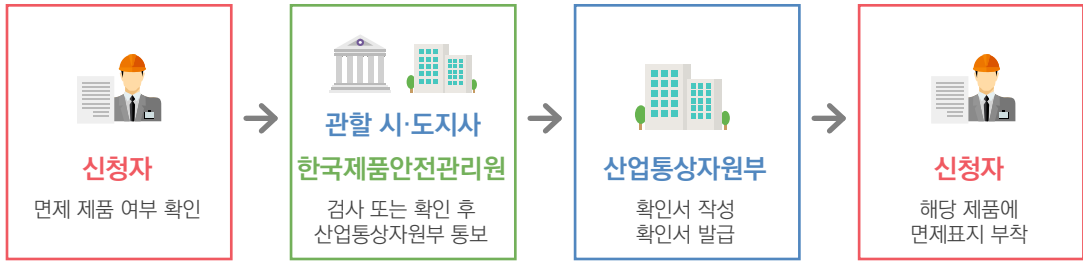 신청자
면제 제품 여부 확인
관할 시·도지사
한국제품안전관리원
검사 또는 확인 후
산업통상자원부 통보
산업통상자원부
확인서 작성
확인서 발급
신청자
해당 제품에
면제표지 부착